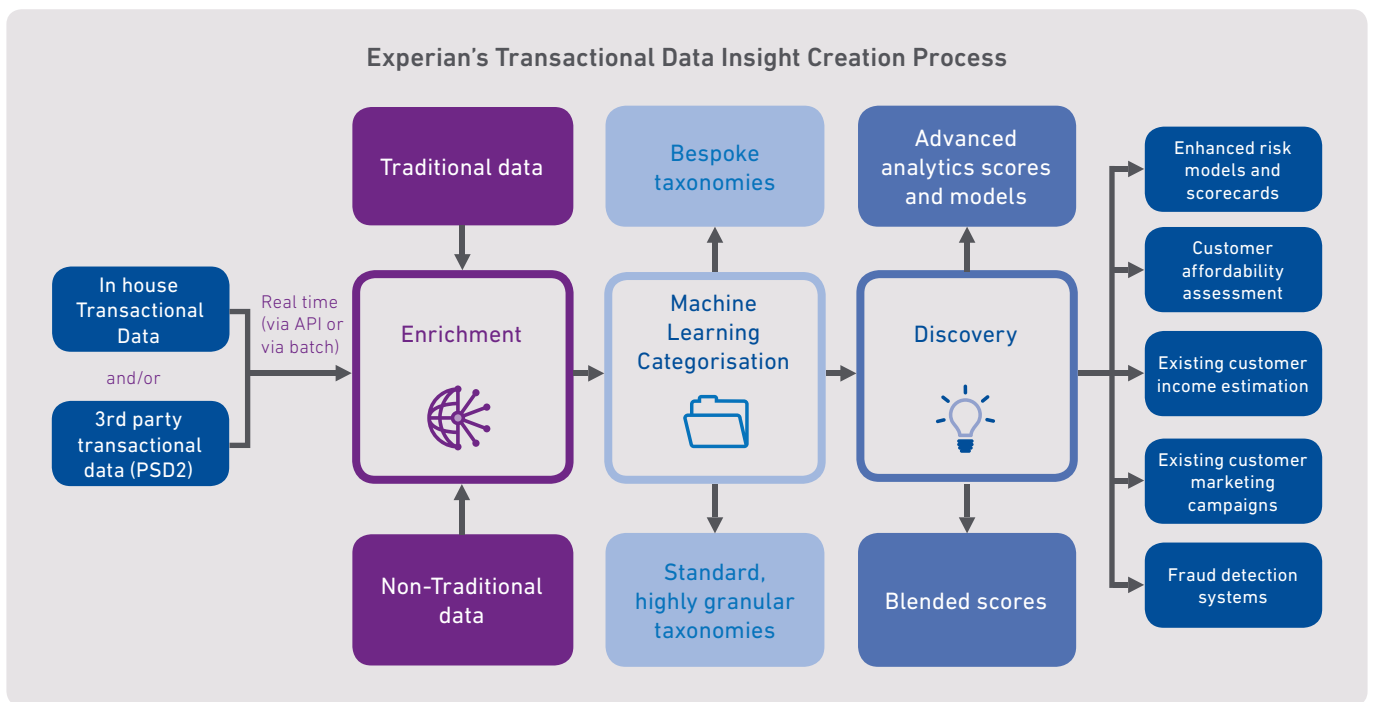 Experian’s Transactional Data Insight Creation Process
In house
Transactional
Data
and/or
3rd party
transactional
data (PSD2)
Real time
(via API or
via batch)
Traditional data
Enrichment
Non-Traditional
data
Bespoke
taxonomies
Machine
Learning
Categorisation
Standard,
highly granular
taxonomies
Advanced
analytics scores
and models
Discovery
Blended scores
Enhanced risk
models and
scorecards
Customer
affordability
assessment
Existing customer
income estimation
Existing customer
marketing
campaigns
Fraud detection
systems